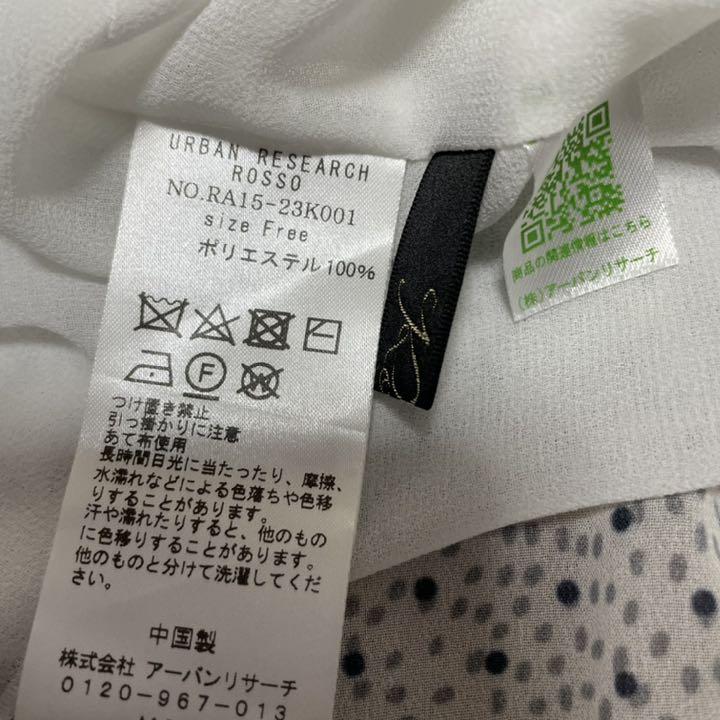 URBAN RESEARCH
ROSSO
NO.RA15-23K001
size Free
ポリエステル100%
F
W
つけ置き禁止
引っ掛かりに注意
あて布使用
長時間日光に当たったり、摩擦、
水濡れなどによる色落ちや色移
りすることがあります。
汗や濡れたりすると、他のもの
に色移りすることがあります。
他のものと分けて洗濯してくだ
さい。
中国製
株式会社 アーバンリサーチ
0120-967-013
商品の関連情報はこちら
(株)アーバンリサーチ